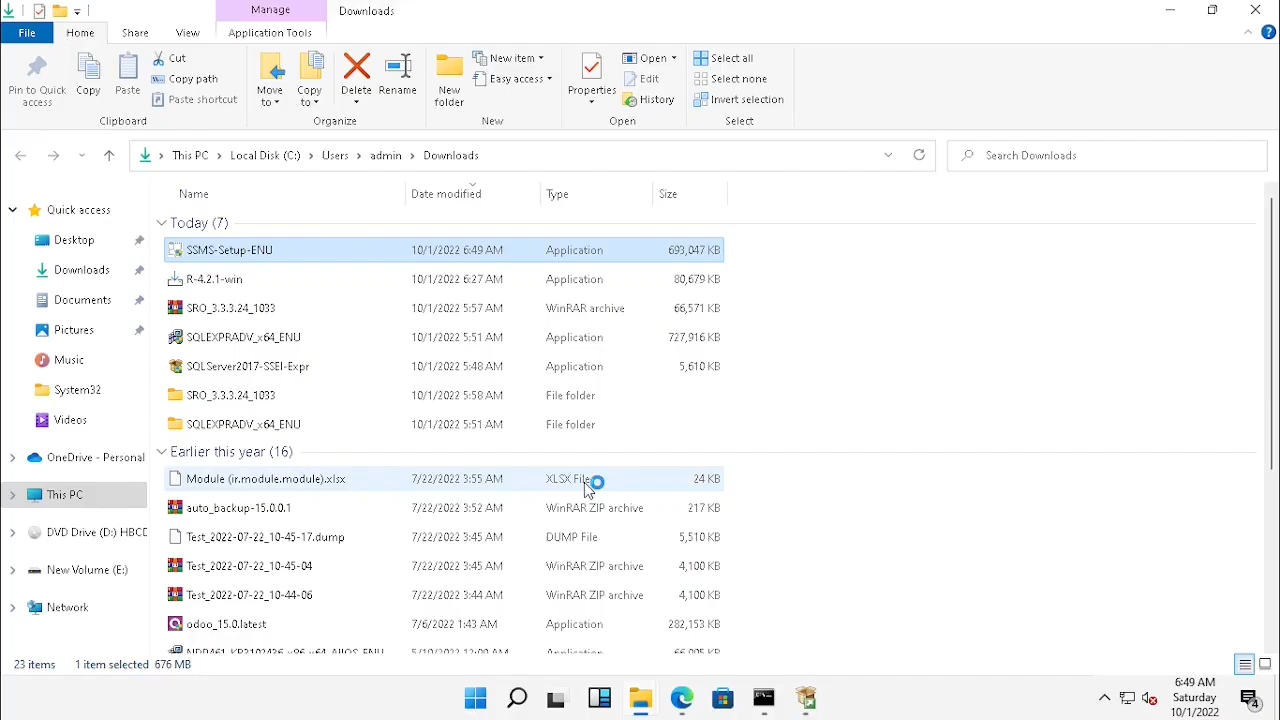 Manage
Downloads
File
Home
Share
View
Application Tools
Pin to Quick access
Copy
Paste
Cut
Copy path
Paste shortcut
Clipboard
Move to
Copy to
Delete
Rename
Organize
New folder
New item
Easy access
New
Properties
Open
Edit
History
Open
Select all
Select none
Invert selection
Select
This PC > Local Disk (C:) > Users > admin > Downloads
Search Downloads
Name Date modified Type Size
Quick access
Desktop
Downloads
Documents
Pictures
Music
System32
Videos
OneDrive - Personal
This PC
DVD Drive (D:) HBCD
New Volume (E:)
Network
Today (7)
SSMS-Setup-ENU 10/1/2022 6:49 AM Application 693,047 KB
R-4.2.1-win 10/1/2022 6:27 AM Application 80,679 KB
SRO_3.3.3.24_1033 10/1/2022 5:57 AM WinRAR archive 66,571 KB
SQLEXPRADV_x64_ENU 10/1/2022 5:51 AM Application 727,916 KB
SQLServer2017-SSEI-Expr 10/1/2022 5:48 AM Application 5,610 KB
SRO_3.3.3.24_1033 10/1/2022 5:58 AM File folder
SQLEXPRADV_x64_ENU 10/1/2022 5:51 AM File folder
Earlier this year (16)
Module (ir.module.module).xlsx 7/22/2022 3:55 AM XLSX File 24 KB
auto_backup-15.0.0.1 7/22/2022 3:52 AM WinRAR ZIP archive 217 KB
Test_2022-07-22_10-45-17.dump 7/22/2022 3:45 AM DUMP File 5,510 KB
Test_2022-07-22_10-45-04 7/22/2022 3:45 AM WinRAR ZIP archive 4,100 KB
Test_2022-07-22_10-44-06 7/22/2022 3:44 AM WinRAR ZIP archive 4,100 KB
odoo_15.0.latest 7/6/2022 1:43 AM Application 282,153 KB
23 items 1 item selected 676 MB
6:49 AM
Saturday
10/1/2022
4